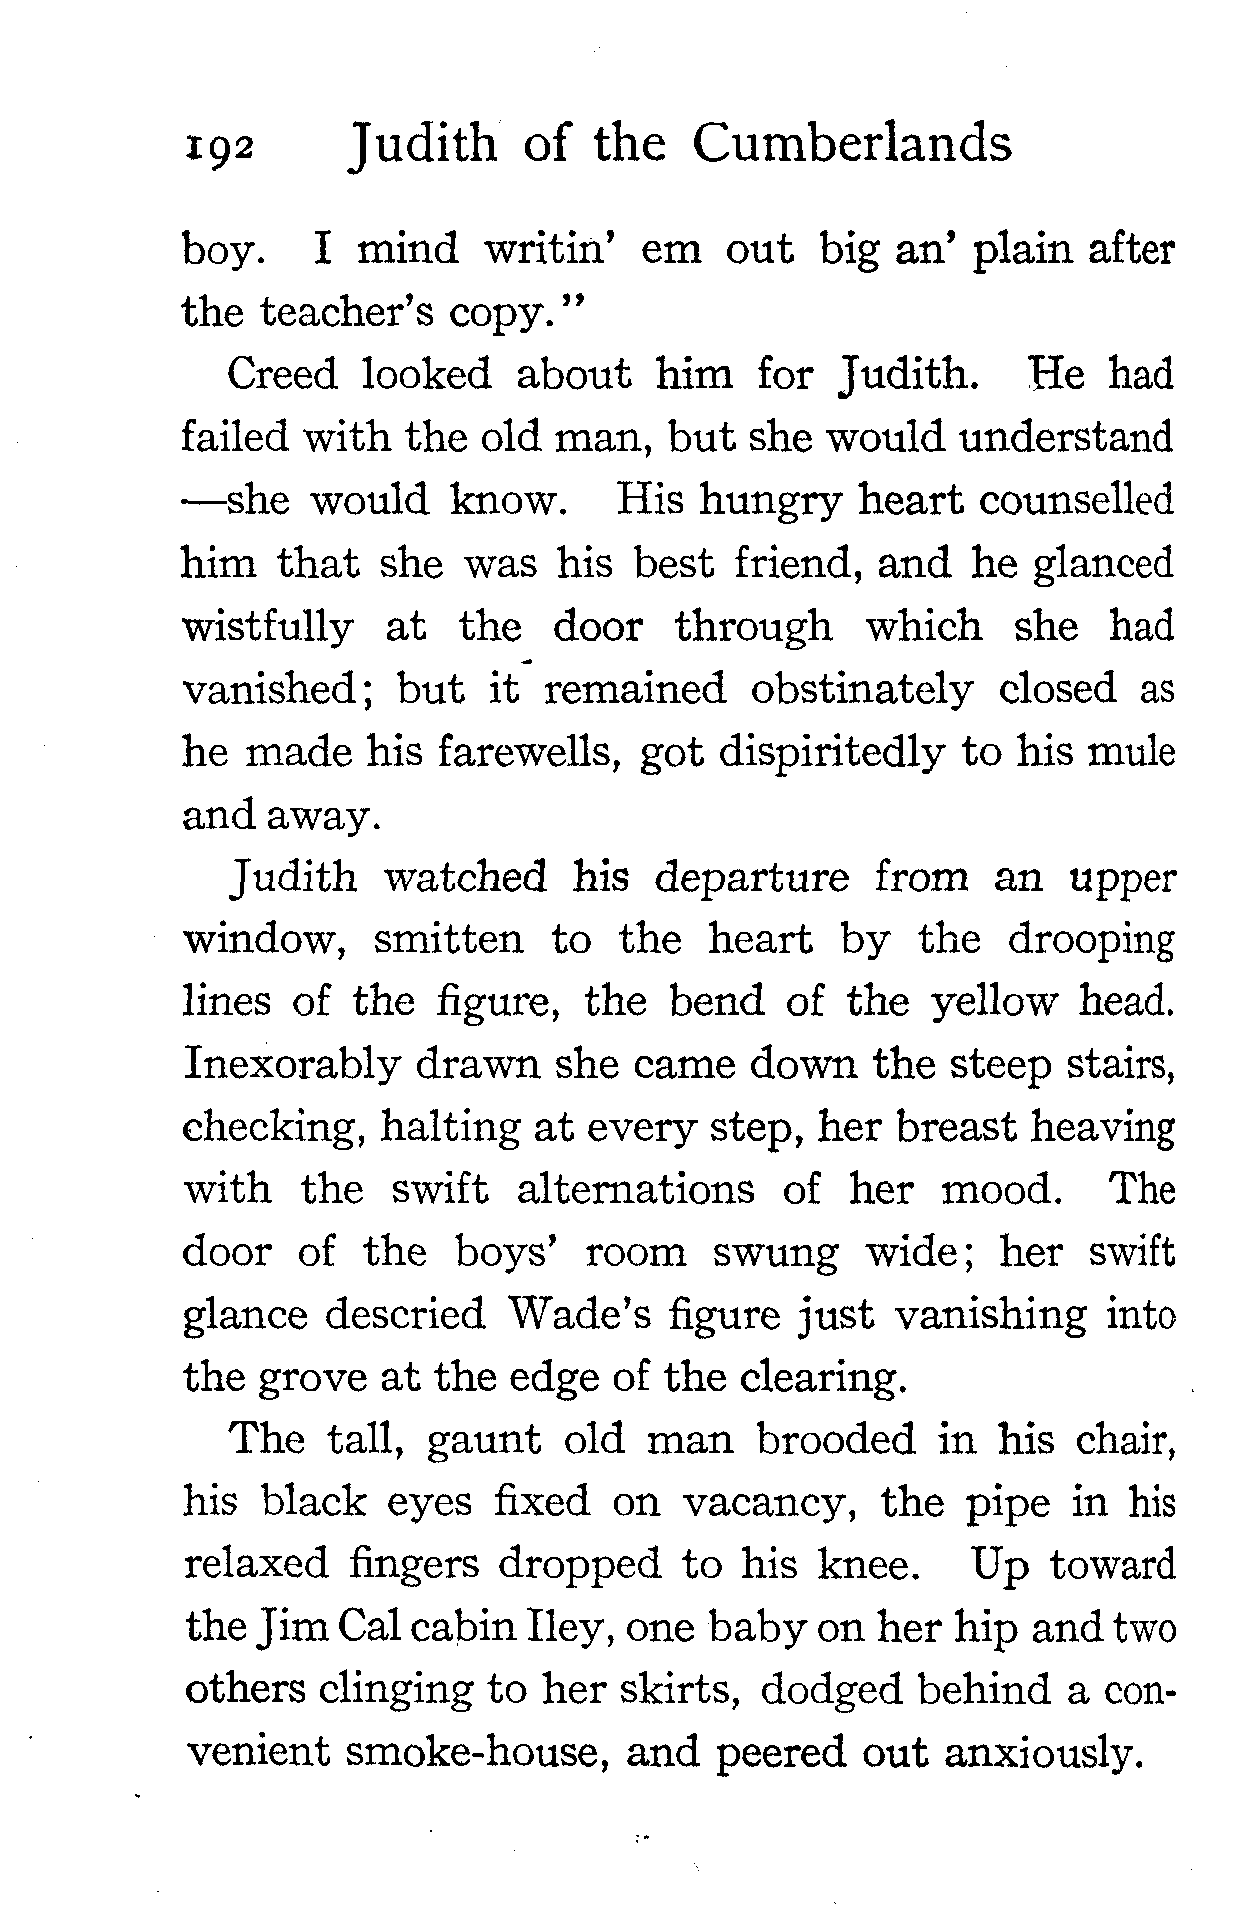 192 Judith of the Cumberlands
boy. I mind writin' em out big an' plain after
the teacher's copy."
Creed looked about him for Judith. He had
failed with the old man, but she would understand
—she would know. His hungry heart counselled
him that she was his best friend, and he glanced
wistfully at the door through which she had
vanished; but it remained obstinately closed as
he made his farewells, got dispiritedly to his mule
and away.
Judith watched his departure from an upper
window, smitten to the heart by the drooping
lines of the figure, the bend of the yellow head.
Inexorably drawn she came down the steep stairs,
checking, halting at every step, her breast heaving
with the swift alternations of her mood. The
door of the boys' room swung wide; her swift
glance descried Wade's figure just vanishing into
the grove at the edge of the clearing.
The tall, gaunt old man brooded in his chair,
his black eyes fixed on vacancy, the pipe in his
relaxed fingers dropped to his knee. Up toward
the Jim Cal cabin Iley, one baby on her hip and two
others clinging to her skirts, dodged behind a con-
venient smoke-house, and peered out anxiously.